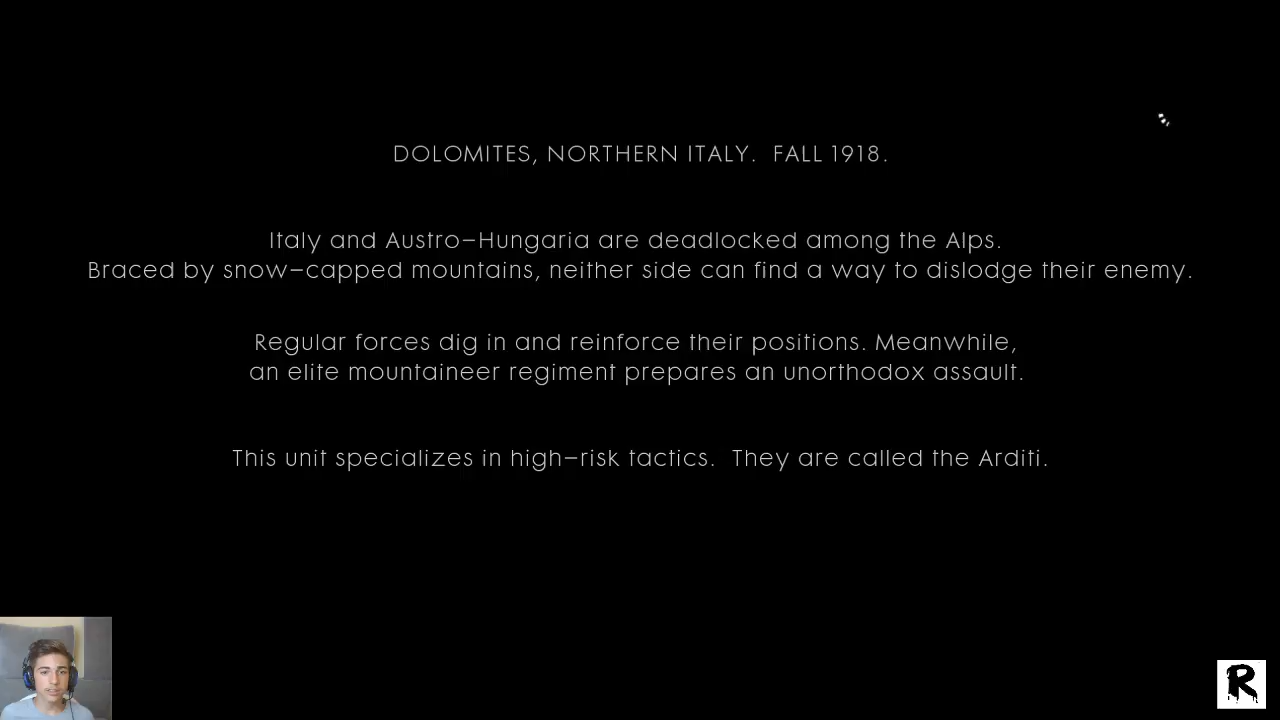 DOLOMITES, NORTHERN ITALY. FALL 1918.
Italy and Austro-Hungaria are deadlocked among the Alps.
Braced by snow-capped mountains, neither side can find a way to dislodge their enemy.
Regular forces dig in and reinforce their positions. Meanwhile,
an elite mountaineer regiment prepares an unorthodox assault.
This unit specializes in high-risk tactics. They are called the Arditi.
R